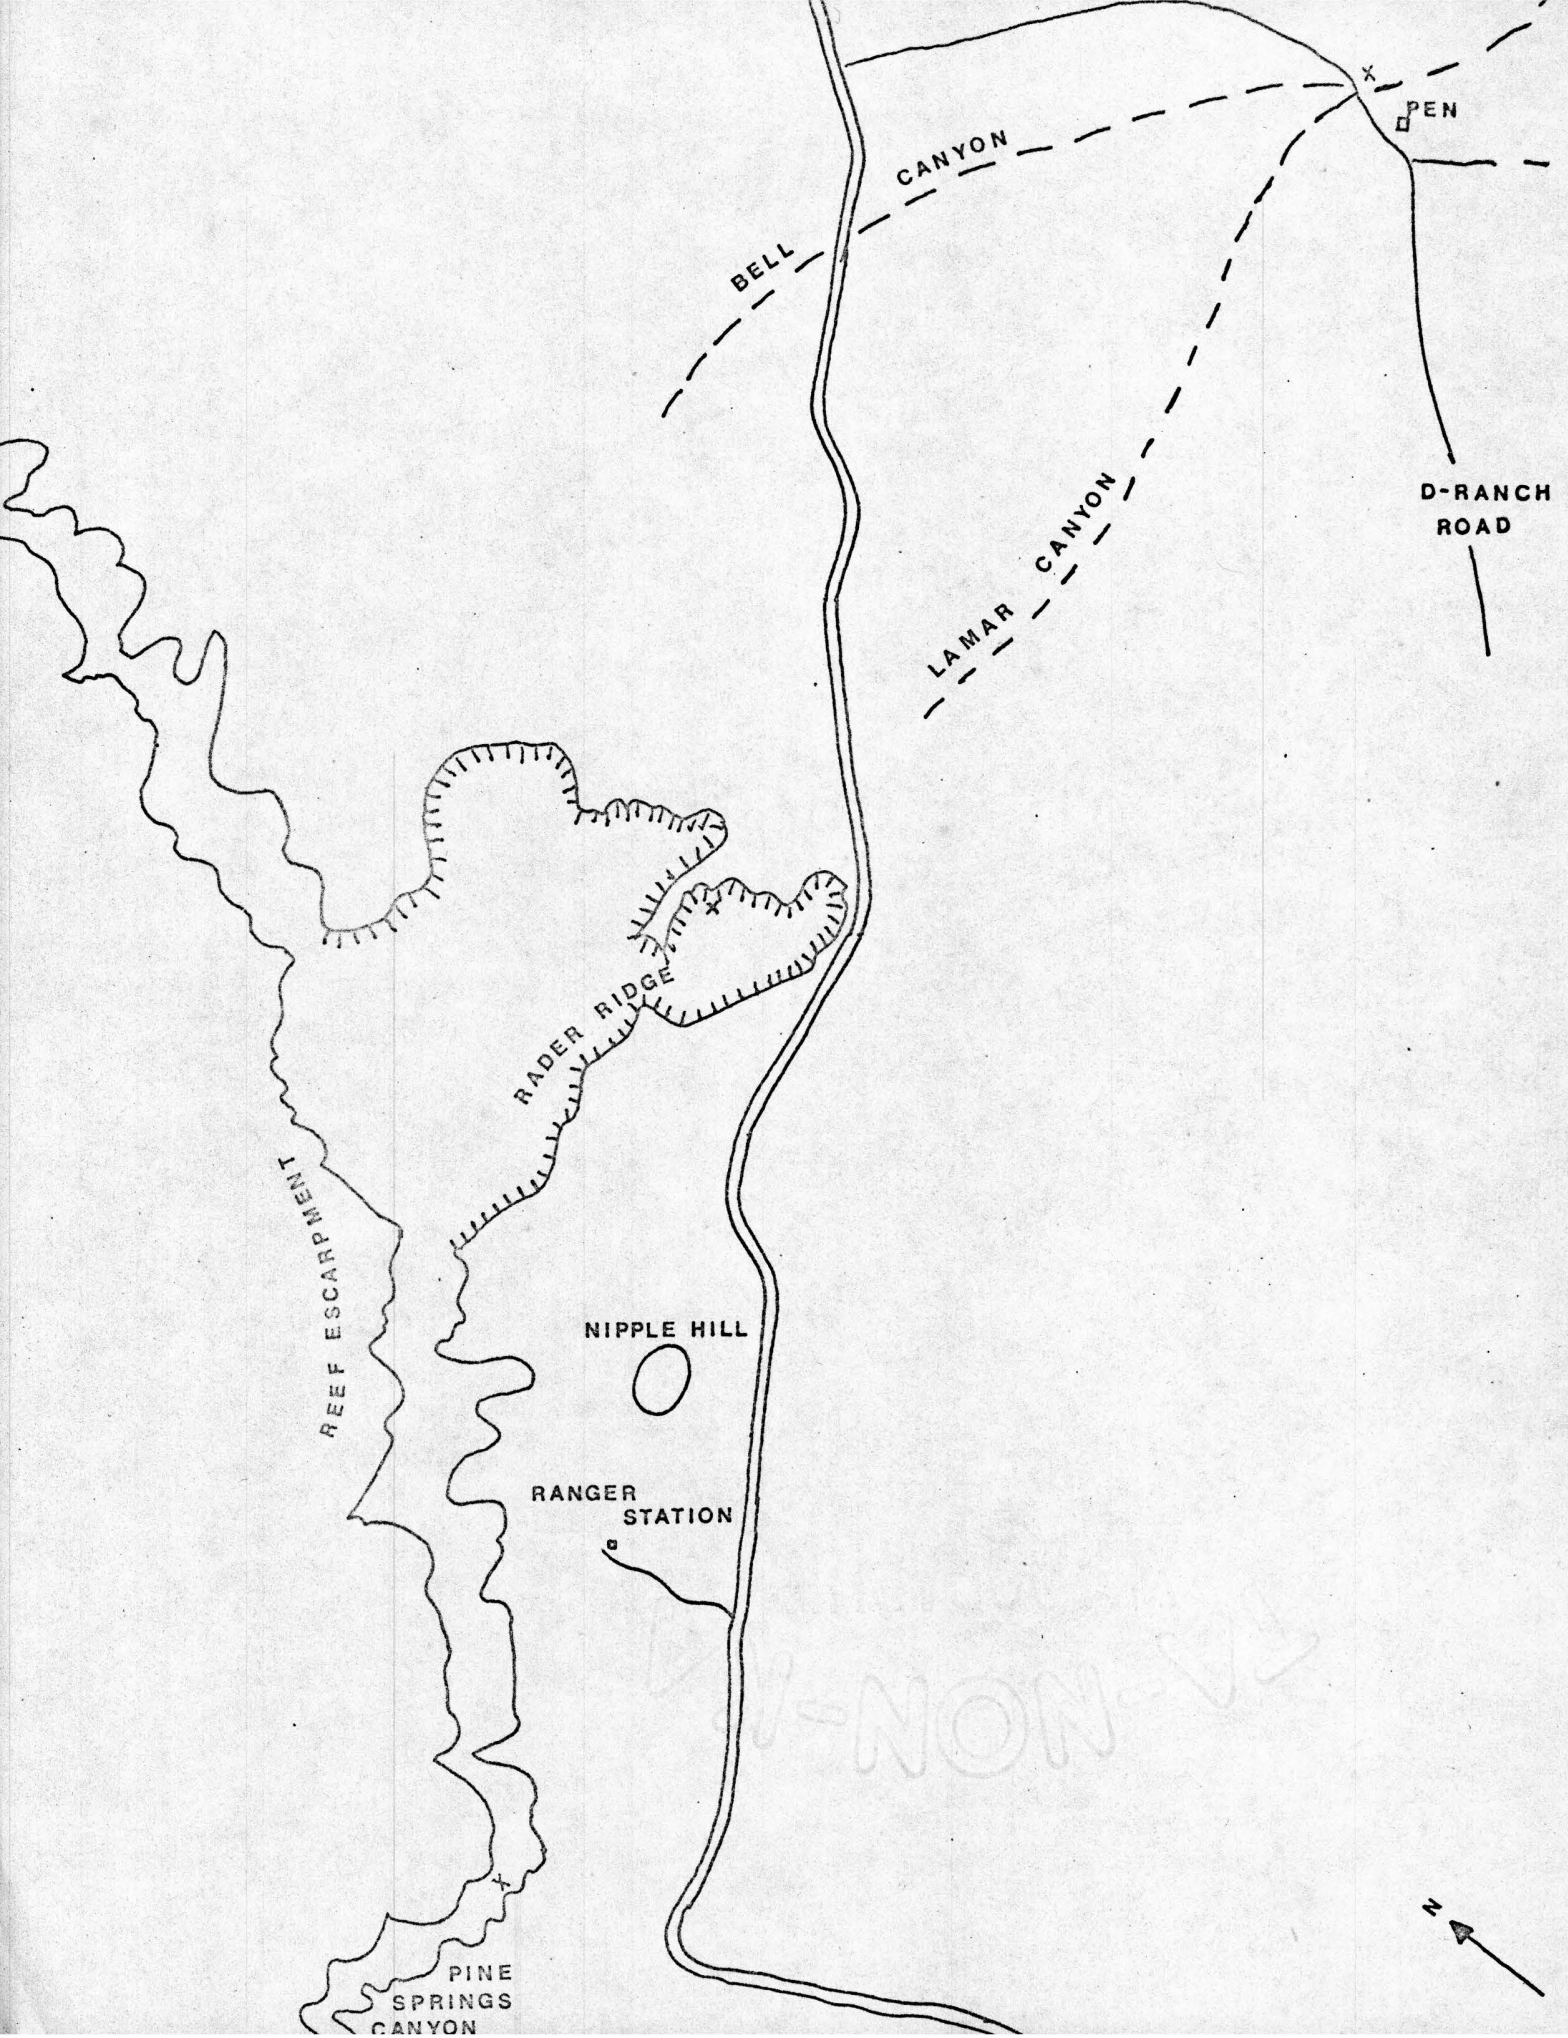 X
PEN
BELL CANYON
D-RANCH
ROAD
LAMAR CANYON
X
RADER RIDGE
REEF ESCARPMENT
NIPPLE HILL
RANGER
STATION
X
N
PINE
SPRINGS
CANYON